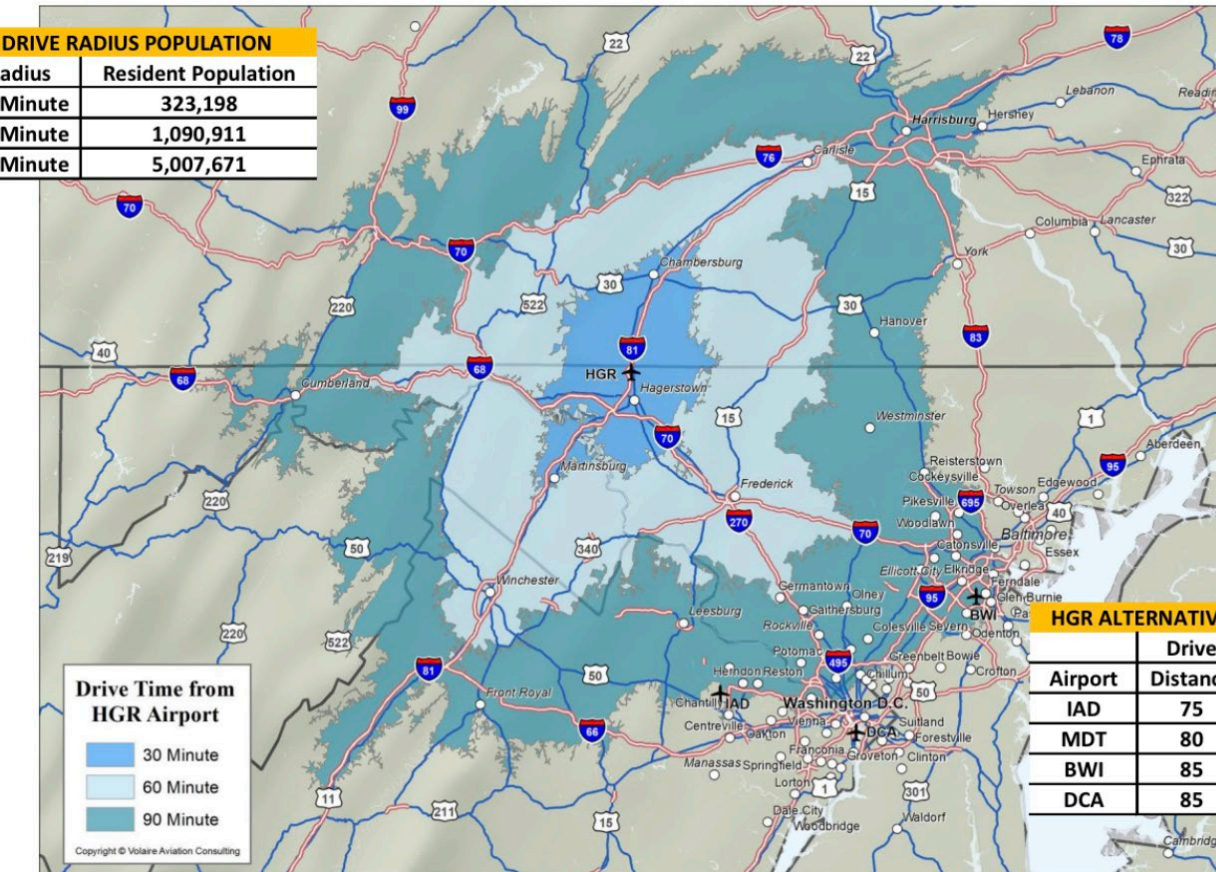 DRIVE RADIUS POPULATION
adius Resident Population
Minute 323,198
Minute 1,090,911
Minute 5,007,671
22
22
78
99
Lebanon
Readin
Harrisburg
Hershey
76
Carlisle
Ephrata
70
15
322
Columbia
Lancaster
70
30
York
Chambersburg
30
522
220
30
Hanover
83
81
40
68
68
HGR
Cumberland
Hagerstown
15
Westminster
1
70
Aberdeen
Martinsburg
Reisterstown
95
Cockeysville
Frederick
Pikesville
695
Towson
Edgewood
220
Overlea
40
270
Woodlawn
70
Baltimore
50
340
Catonsville
Essex
219
Ellicott City
Elkridge
Winchester
Germantown
Olney
Ferndale
95
Glen Burnie
Leesburg
Gaithersburg
BWI
Pa
220
522
Rockville
Colesville
Severn
Odenton
Potomac
495
Greenbelt
Bowie
81
50
Herndon
Reston
Chillum
Crofton
Front Royal
Chantilly
IAD
Washington D.C.
50
66
Centreville
Vienna
Suitland
Oakton
DCA
Forestville
Franconia
Groveton
Clinton
Manassas
Springfield
Lorton
1
301
11
211
15
Dale City
Woodbridge
Waldorf
Cambridg
Drive Time from
HGR Airport
30 Minute
60 Minute
90 Minute
Copyright © Volaire Aviation Consulting
HGR ALTERNATIV
Drive
Airport Distanc
IAD 75
MDT 80
BWI 85
DCA 85